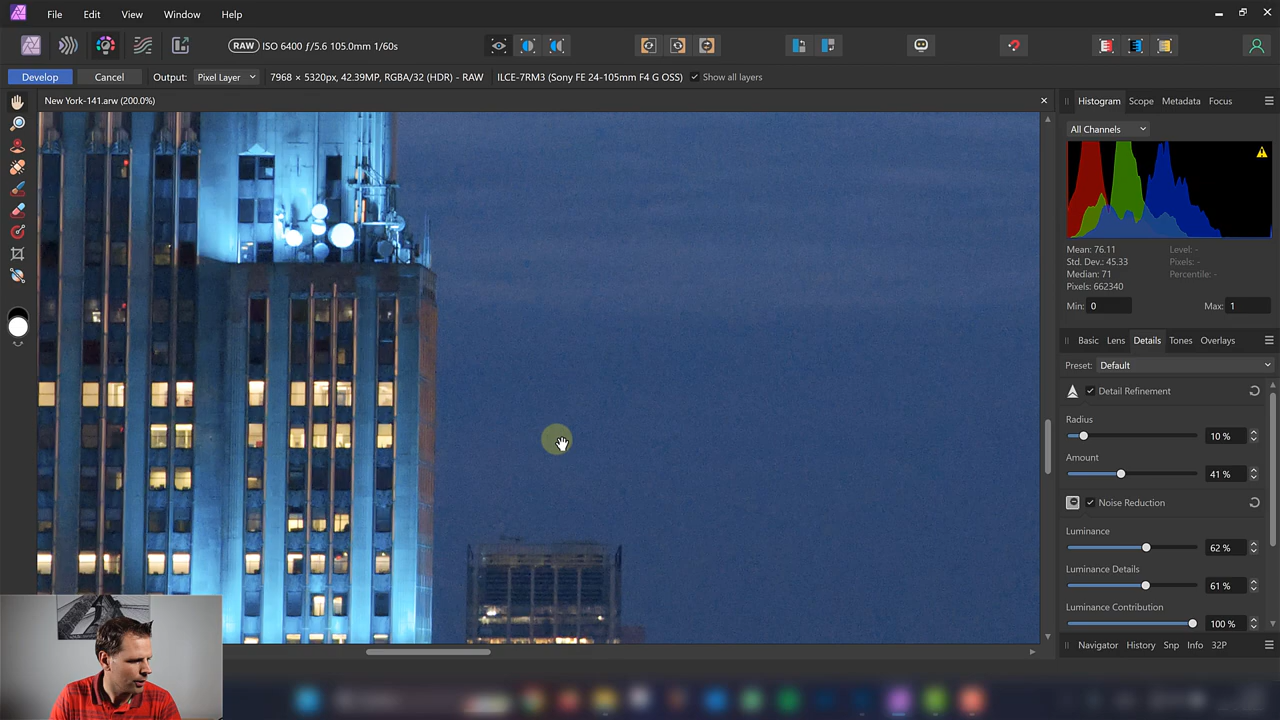 File Edit View Window Help
RAW ISO 6400 ƒ/5.6 105.0mm 1/60s
Develop Cancel Output: Pixel Layer 7968 × 5320px, 42.39MP, RGBA/32 (HDR) - RAW ILCE-7RM3 (Sony FE 24-105mm F4 G OSS) Show all layers
New York-141.arw (200.0%)
Histogram Scope Metadata Focus
All Channels
Mean: 76.11 Level: -
Std. Dev.: 45.33 Pixels: -
Median: 71 Percentile: -
Pixels: 662340
Min: 0 Max: 1
Basic Lens Details Tones Overlays
Preset: Default
Detail Refinement
Radius
10 %
Amount
41 %
Noise Reduction
Luminance
62 %
Luminance Details
61 %
Luminance Contribution
100 %
Navigator History Snp Info 32P